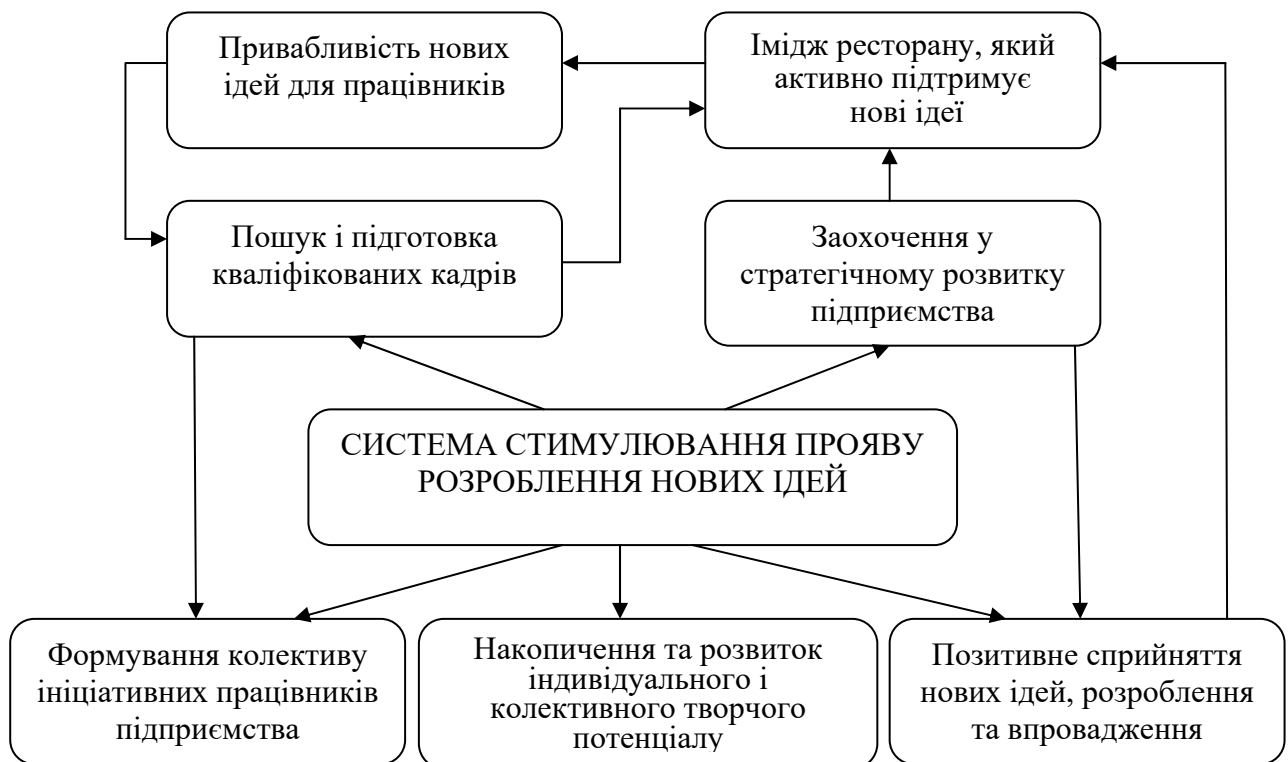 Привабливість нових
ідей для працівників
Імідж ресторану, який
активно підтримує
нові ідеї
Пошук і підготовка
кваліфікованих кадрів
Заохочення у
стратегічному розвитку
підприємства
СИСТЕМА СТИМУЛЮВАННЯ ПРОЯВУ
РОЗРОБЛЕННЯ НОВИХ ІДЕЙ
Формування колективу
ініціативних працівників
підприємства
Накопичення та розвиток
індивідуального і
колективного творчого
потенціалу
Позитивне сприйняття
нових ідей, розроблення
та впровадження